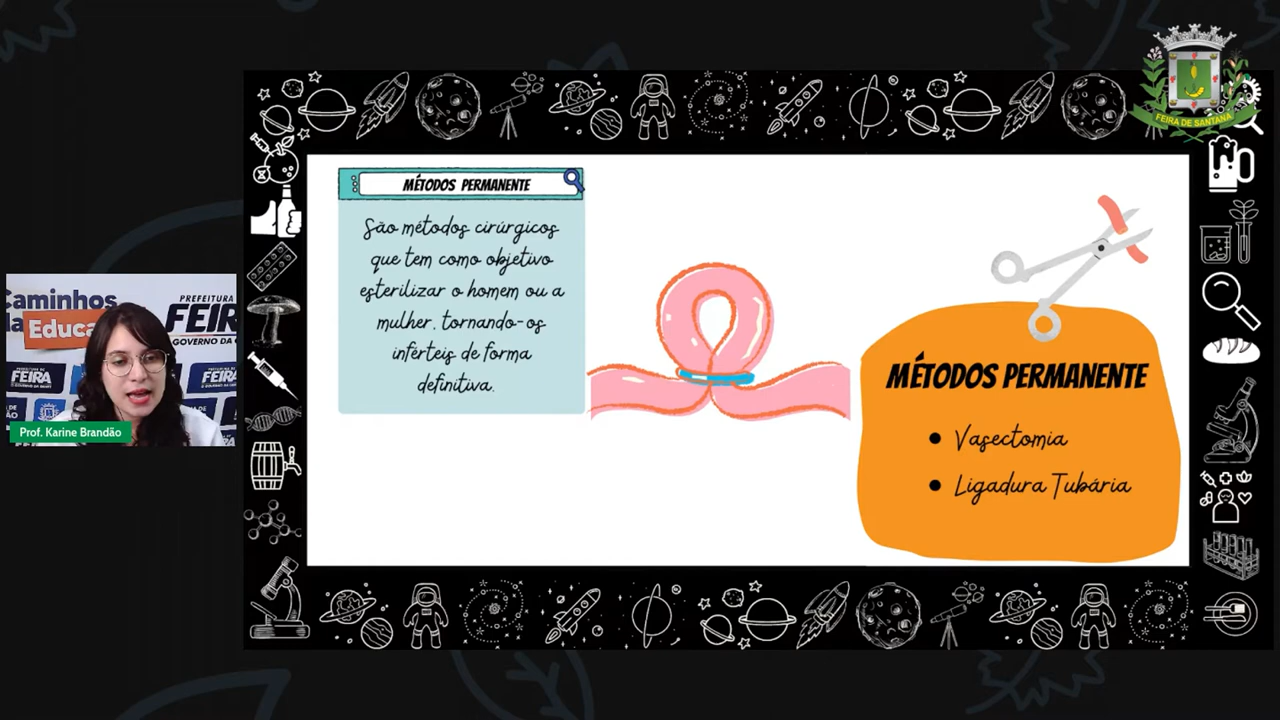 FEIRA DE SANTANA
MÉTODOS PERMANENTE
São métodos cirúrgicos
que tem como objetivo
esterilizar o homem ou a
mulher, tornando-os
inférteis de forma
definitiva.
MÉTODOS PERMANENTE
Vasectomia
Ligadura Tubária
Caminhos
da
Educa
PREFEITURA
FEIR
GOVERNO DA
FEIRA
FEIRA
Prof. Karine Brandão